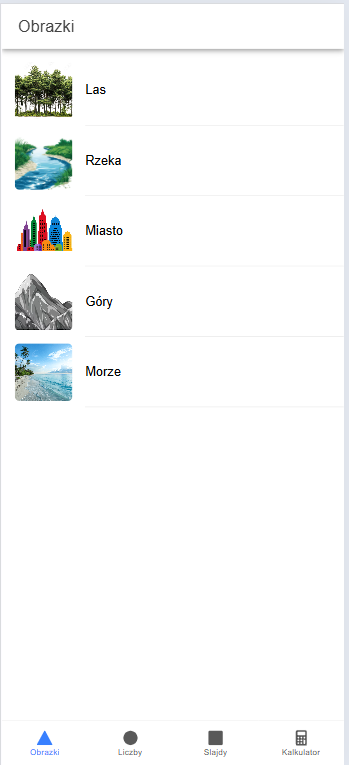 Obrazki
Las
Rzeka
Miasto
Góry
Morze
Obrazki Liczby Slajdy Kalkulator